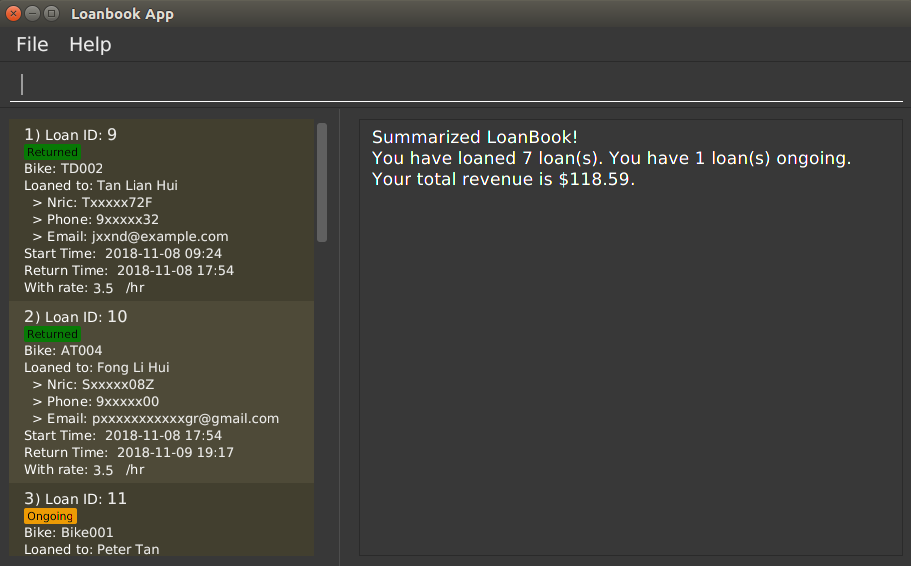 Loanbook App
File Help
1) Loan ID: 9
Returned
Bike: TD002
Loaned to: Tan Lian Hui
> Nric: Txxxxx72F
> Phone: 9xxxxx32
> Email: jxxnd@example.com
Start Time: 2018-11-08 09:24
Return Time: 2018-11-08 17:54
With rate: 3.5 /hr
2) Loan ID: 10
Returned
Bike: AT004
Loaned to: Fong Li Hui
> Nric: Sxxxxx08Z
> Phone: 9xxxxx00
> Email: pxxxxxxxxxxxgr@gmail.com
Start Time: 2018-11-08 17:54
Return Time: 2018-11-09 19:17
With rate: 3.5 /hr
3) Loan ID: 11
Ongoing
Bike: Bike001
Loaned to: Peter Tan
Summarized LoanBook!
You have loaned 7 loan(s). You have 1 loan(s) ongoing.
Your total revenue is $118.59.